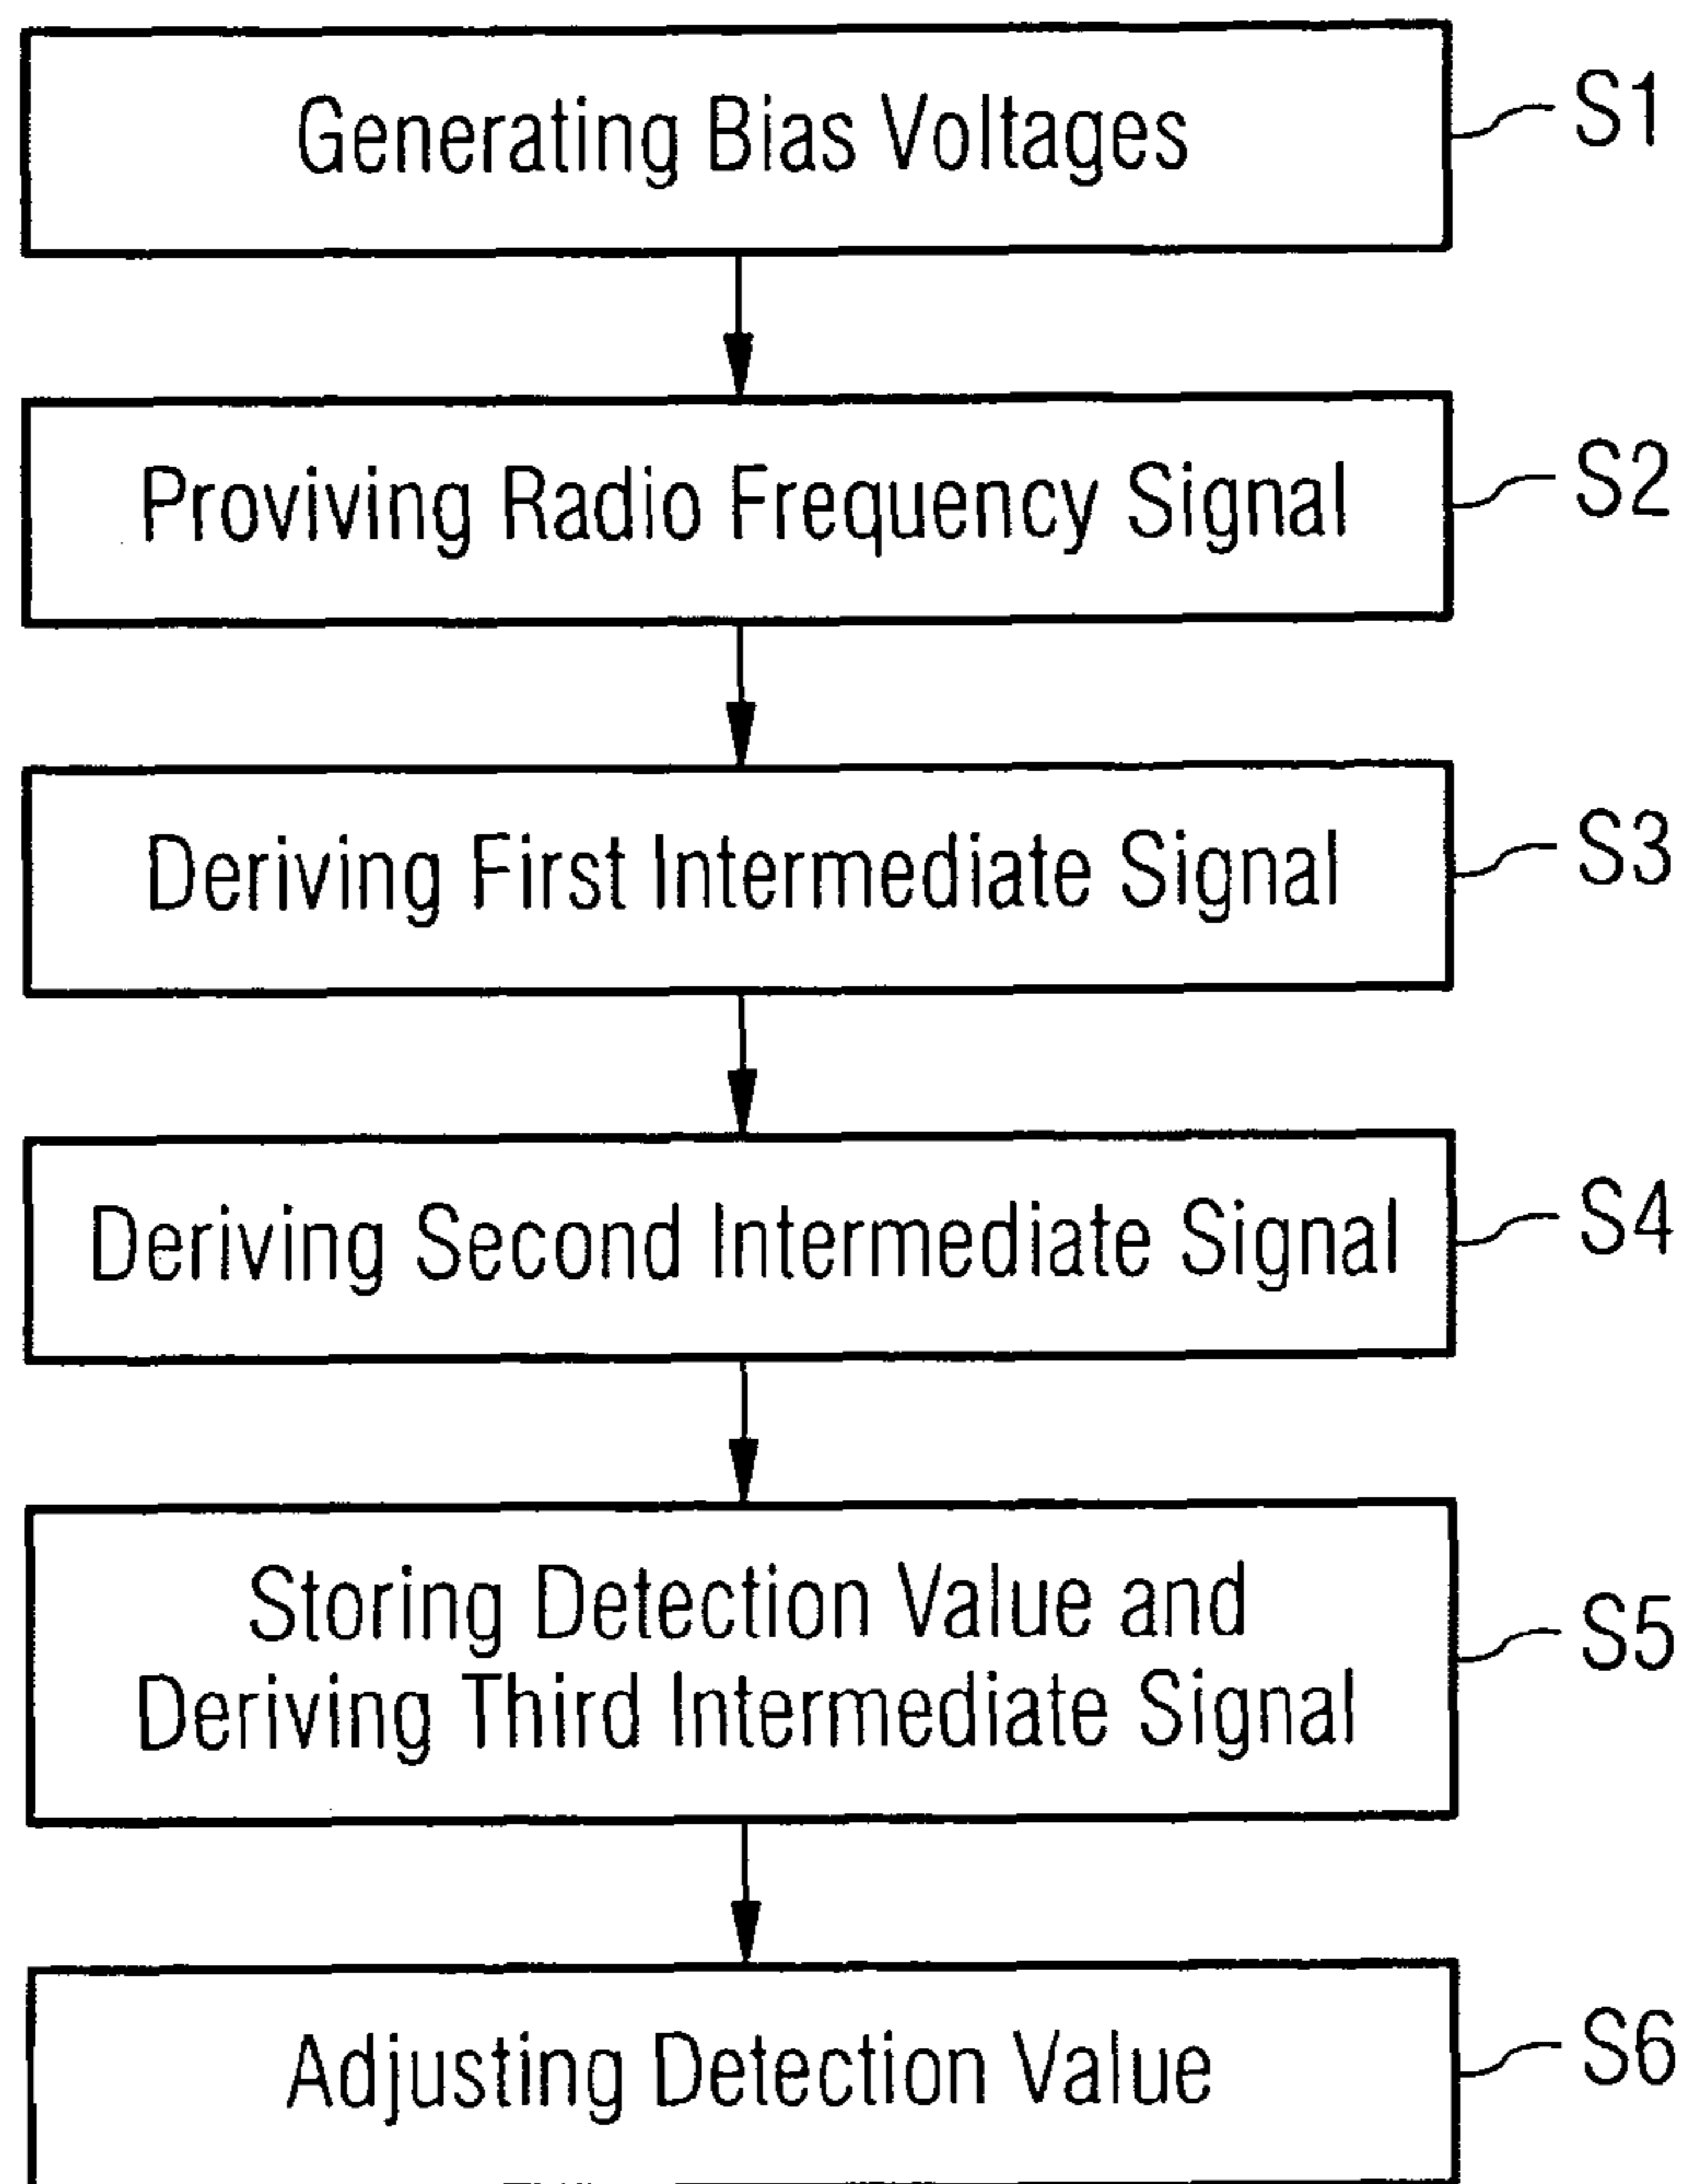 Generating Bias Voltages
S1
Proviving Radio Frequency Signal
S2
Deriving First Intermediate Signal
S3
Deriving Second Intermediate Signal
S4
Storing Detection Value and
Deriving Third Intermediate Signal
S5
Adjusting Detection Value
S6